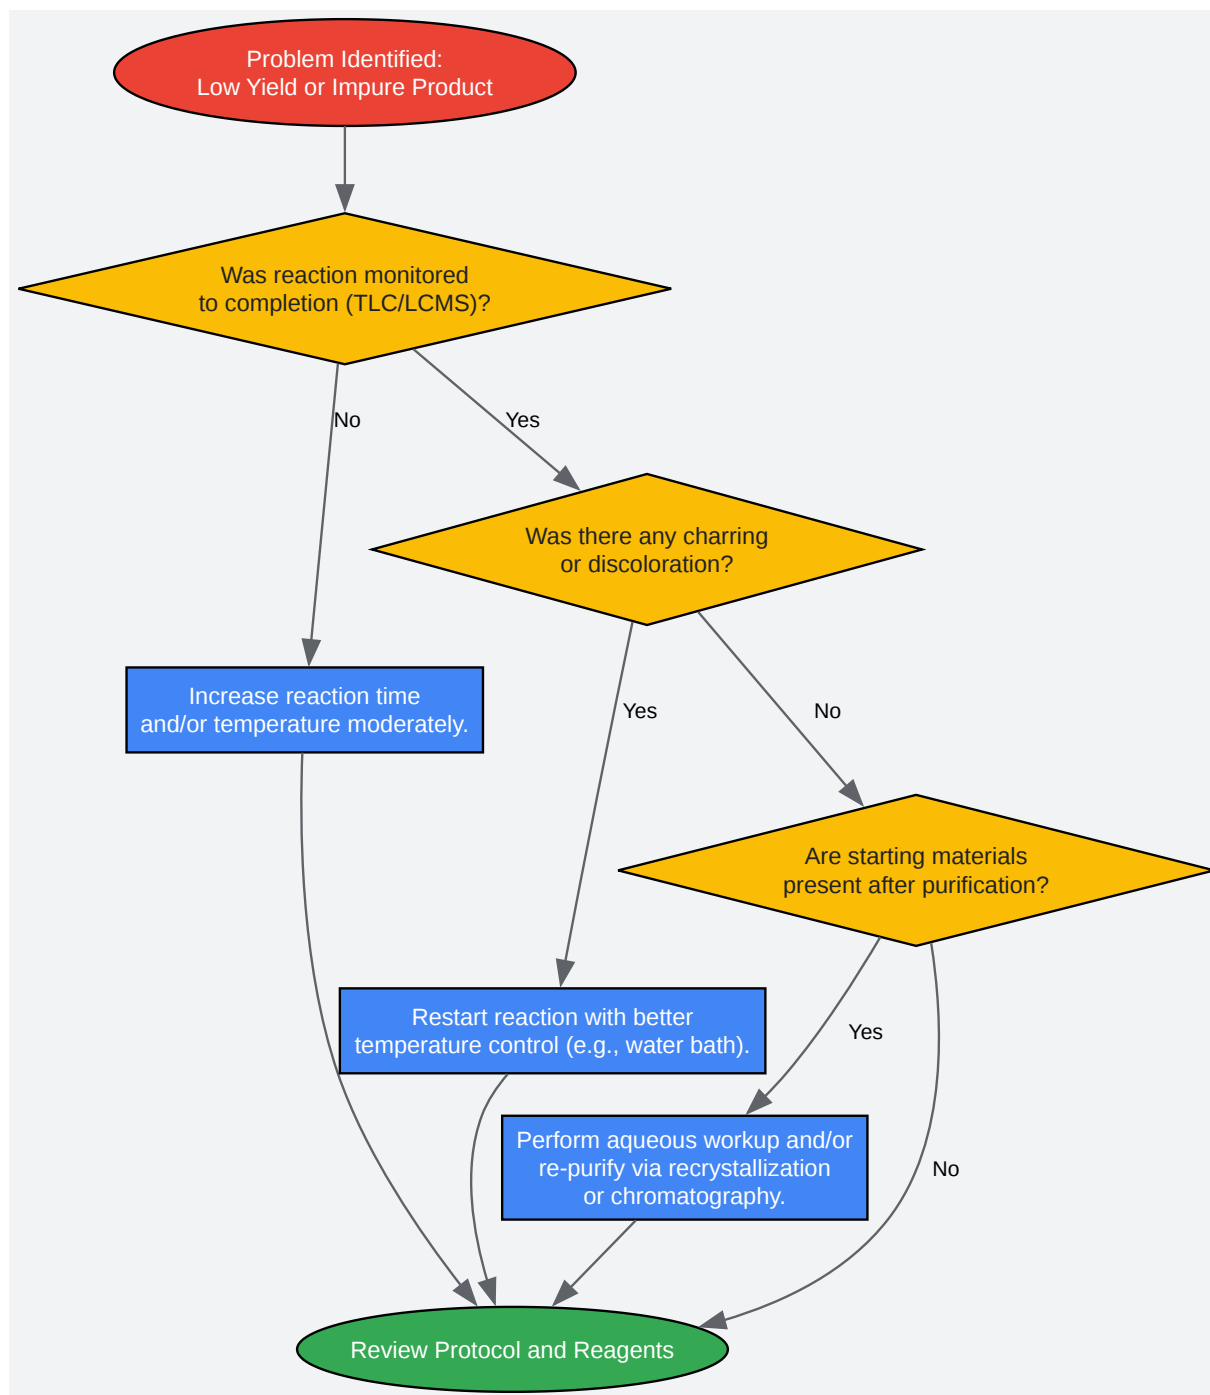 Problem Identified:
Low Yield or Impure Product
Was reaction monitored
to completion (TLC/LCMS)?
No
Yes
Was there any charring
or discoloration?
Increase reaction time
and/or temperature moderately.
Yes
No
Are starting materials
present after purification?
Restart reaction with better
temperature control (e.g., water bath).
Yes
Perform aqueous workup and/or
re-purify via recrystallization
or chromatography.
No
Review Protocol and Reagents